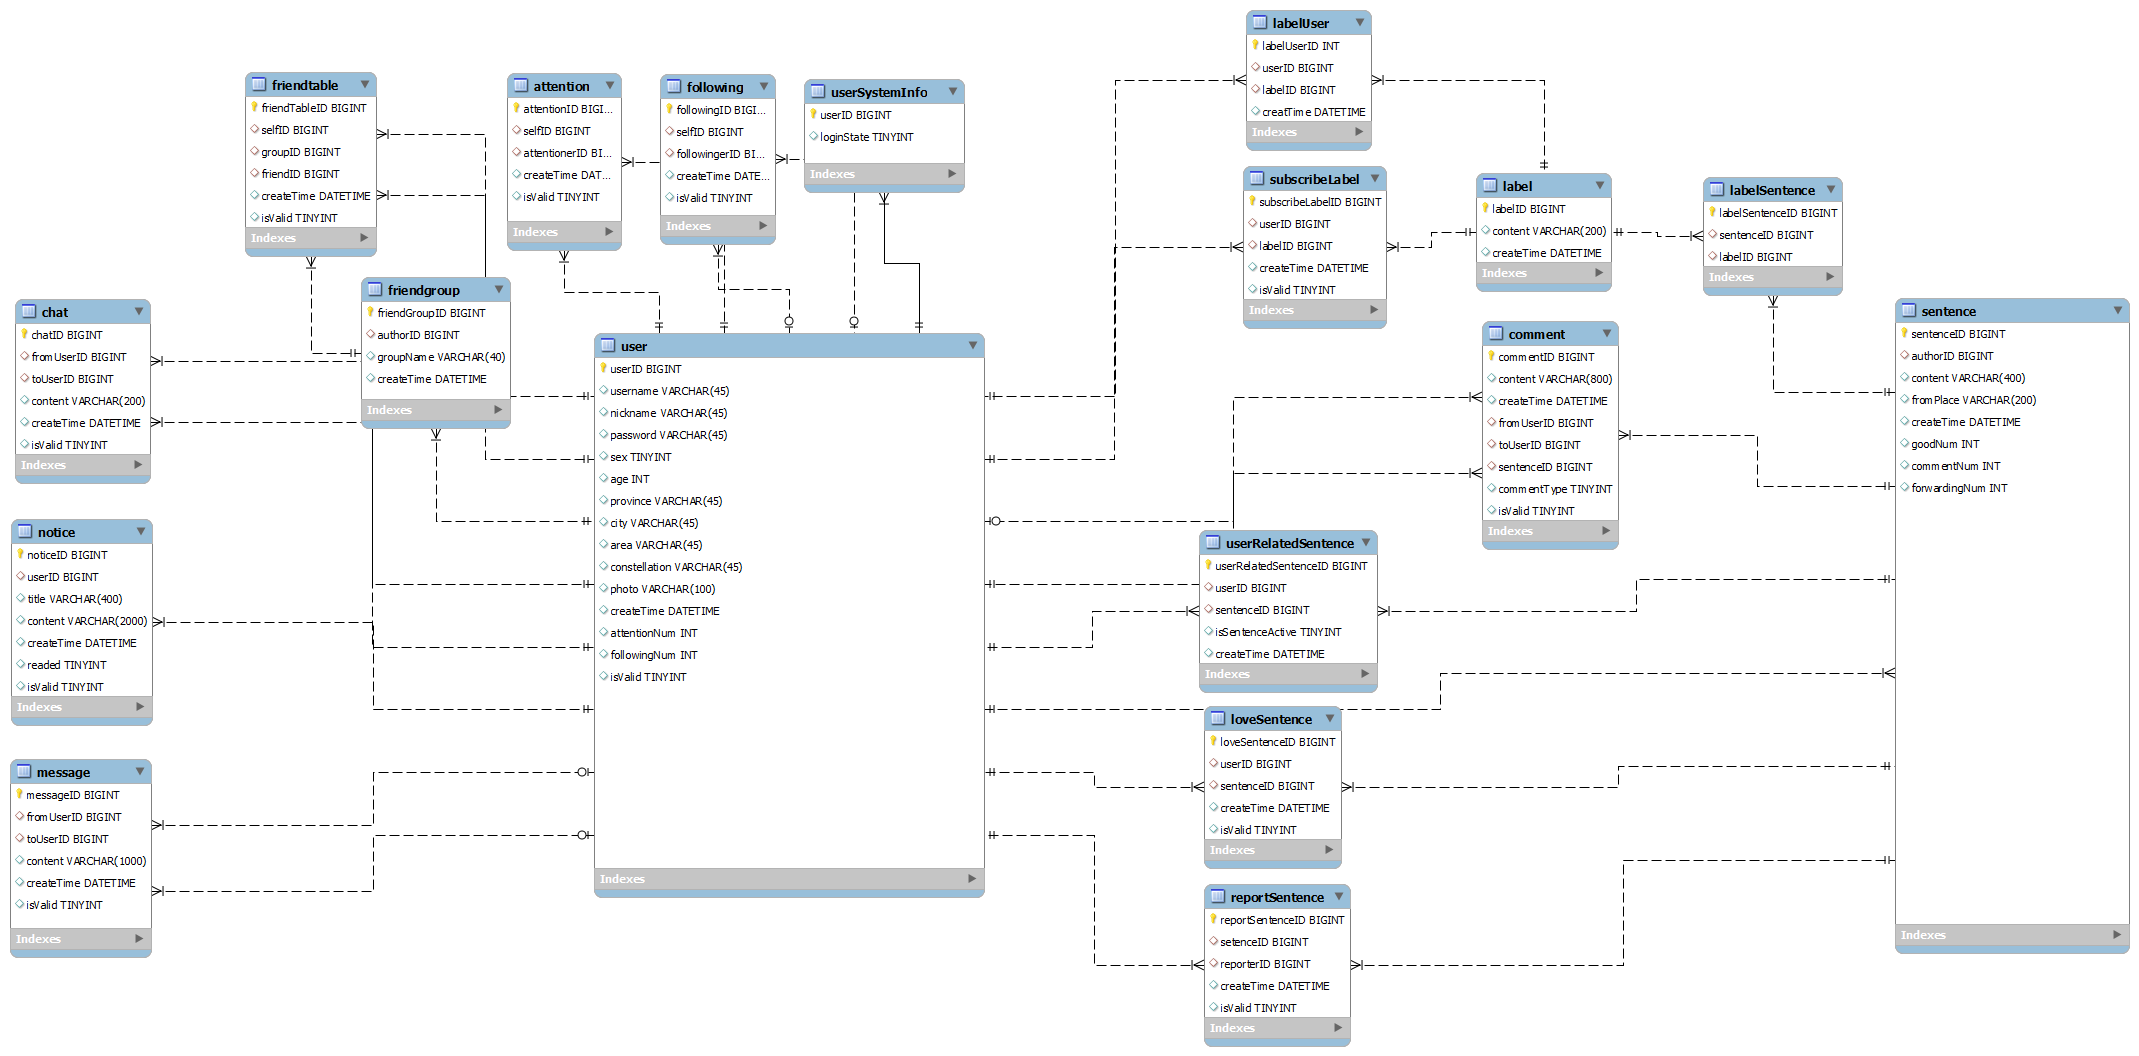 friendtable
friendTableID BIGINT
selfID BIGINT
groupID BIGINT
friendID BIGINT
createTime DATETIME
isValid TINYINT
Indexes
attention
attentionID BIGI...
selfID BIGINT
attentionerID BI...
createTime DAT...
isValid TINYINT
Indexes
following
followingID BIGI...
selfID BIGINT
followingerID BI...
createTime DATE...
isValid TINYINT
Indexes
userSystemInfo
userID BIGINT
loginState TINYINT
Indexes
labelUser
labelUserID INT
userID BIGINT
labelID BIGINT
creatTime DATETIME
Indexes
subscribeLabel
subscribeLabelID BIGINT
userID BIGINT
labelID BIGINT
createTime DATETIME
isValid TINYINT
Indexes
label
labelID BIGINT
content VARCHAR(200)
createTime DATETIME
Indexes
labelSentence
labelSentenceID BIGINT
sentenceID BIGINT
labelID BIGINT
Indexes
chat
chatID BIGINT
fromUserID BIGINT
toUserID BIGINT
content VARCHAR(200)
createTime DATETIME
isValid TINYINT
Indexes
friendgroup
friendGroupID BIGINT
authorID BIGINT
groupName VARCHAR(40)
createTime DATETIME
Indexes
user
userID BIGINT
username VARCHAR(45)
nickname VARCHAR(45)
password VARCHAR(45)
sex TINYINT
age INT
province VARCHAR(45)
city VARCHAR(45)
area VARCHAR(45)
constellation VARCHAR(45)
photo VARCHAR(100)
createTime DATETIME
attentionNum INT
followingNum INT
isValid TINYINT
Indexes
comment
commentID BIGINT
content VARCHAR(800)
createTime DATETIME
fromUserID BIGINT
toUserID BIGINT
sentenceID BIGINT
commentType TINYINT
isValid TINYINT
Indexes
sentence
sentenceID BIGINT
authorID BIGINT
content VARCHAR(400)
fromPlace VARCHAR(200)
createTime DATETIME
goodNum INT
commentNum INT
forwardingNum INT
Indexes
notice
noticeID BIGINT
userID BIGINT
title VARCHAR(400)
content VARCHAR(2000)
createTime DATETIME
readed TINYINT
isValid TINYINT
Indexes
userRelatedSentence
userRelatedSentenceID BIGINT
userID BIGINT
sentenceID BIGINT
isSentenceActive TINYINT
createTime DATETIME
Indexes
loveSentence
loveSentenceID BIGINT
userID BIGINT
sentenceID BIGINT
createTime DATETIME
isValid TINYINT
Indexes
message
messageID BIGINT
fromUserID BIGINT
toUserID BIGINT
content VARCHAR(1000)
createTime DATETIME
isValid TINYINT
Indexes
reportSentence
reportSentenceID BIGINT
setenceID BIGINT
reporterID BIGINT
createTime DATETIME
isValid TINYINT
Indexes